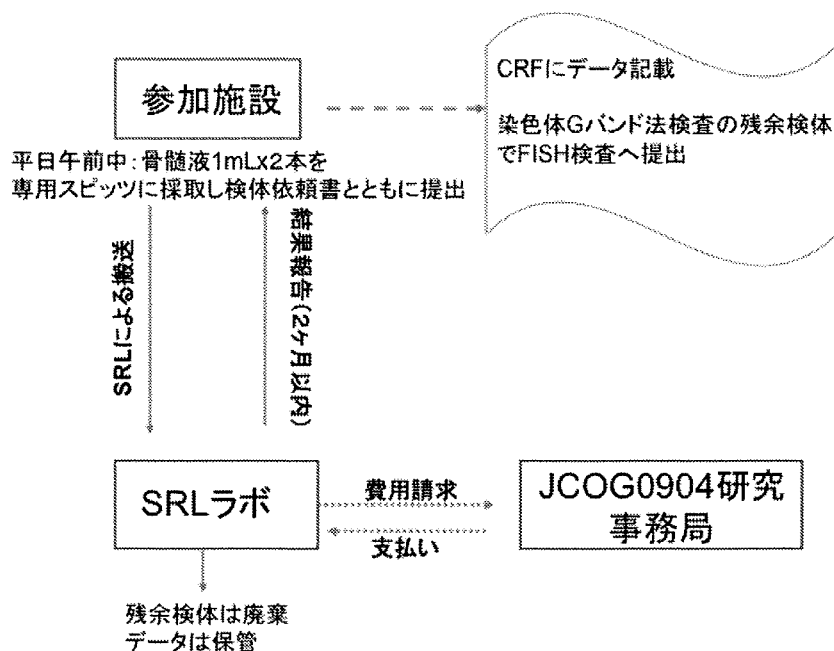 参加施設
CRFにデータ記載
染色体Gバンド法検査の残余検体
でFISH検査へ提出
平日午前中:骨髄液1mLx2本を
専用スピッツに採取し検体依頼書とともに提出
SRLによる搬送
結果報告(2ヶ月以内)
SRLラボ
費用請求
支払い
JCOG0904研究
事務局
残余検体は廃棄
データは保管